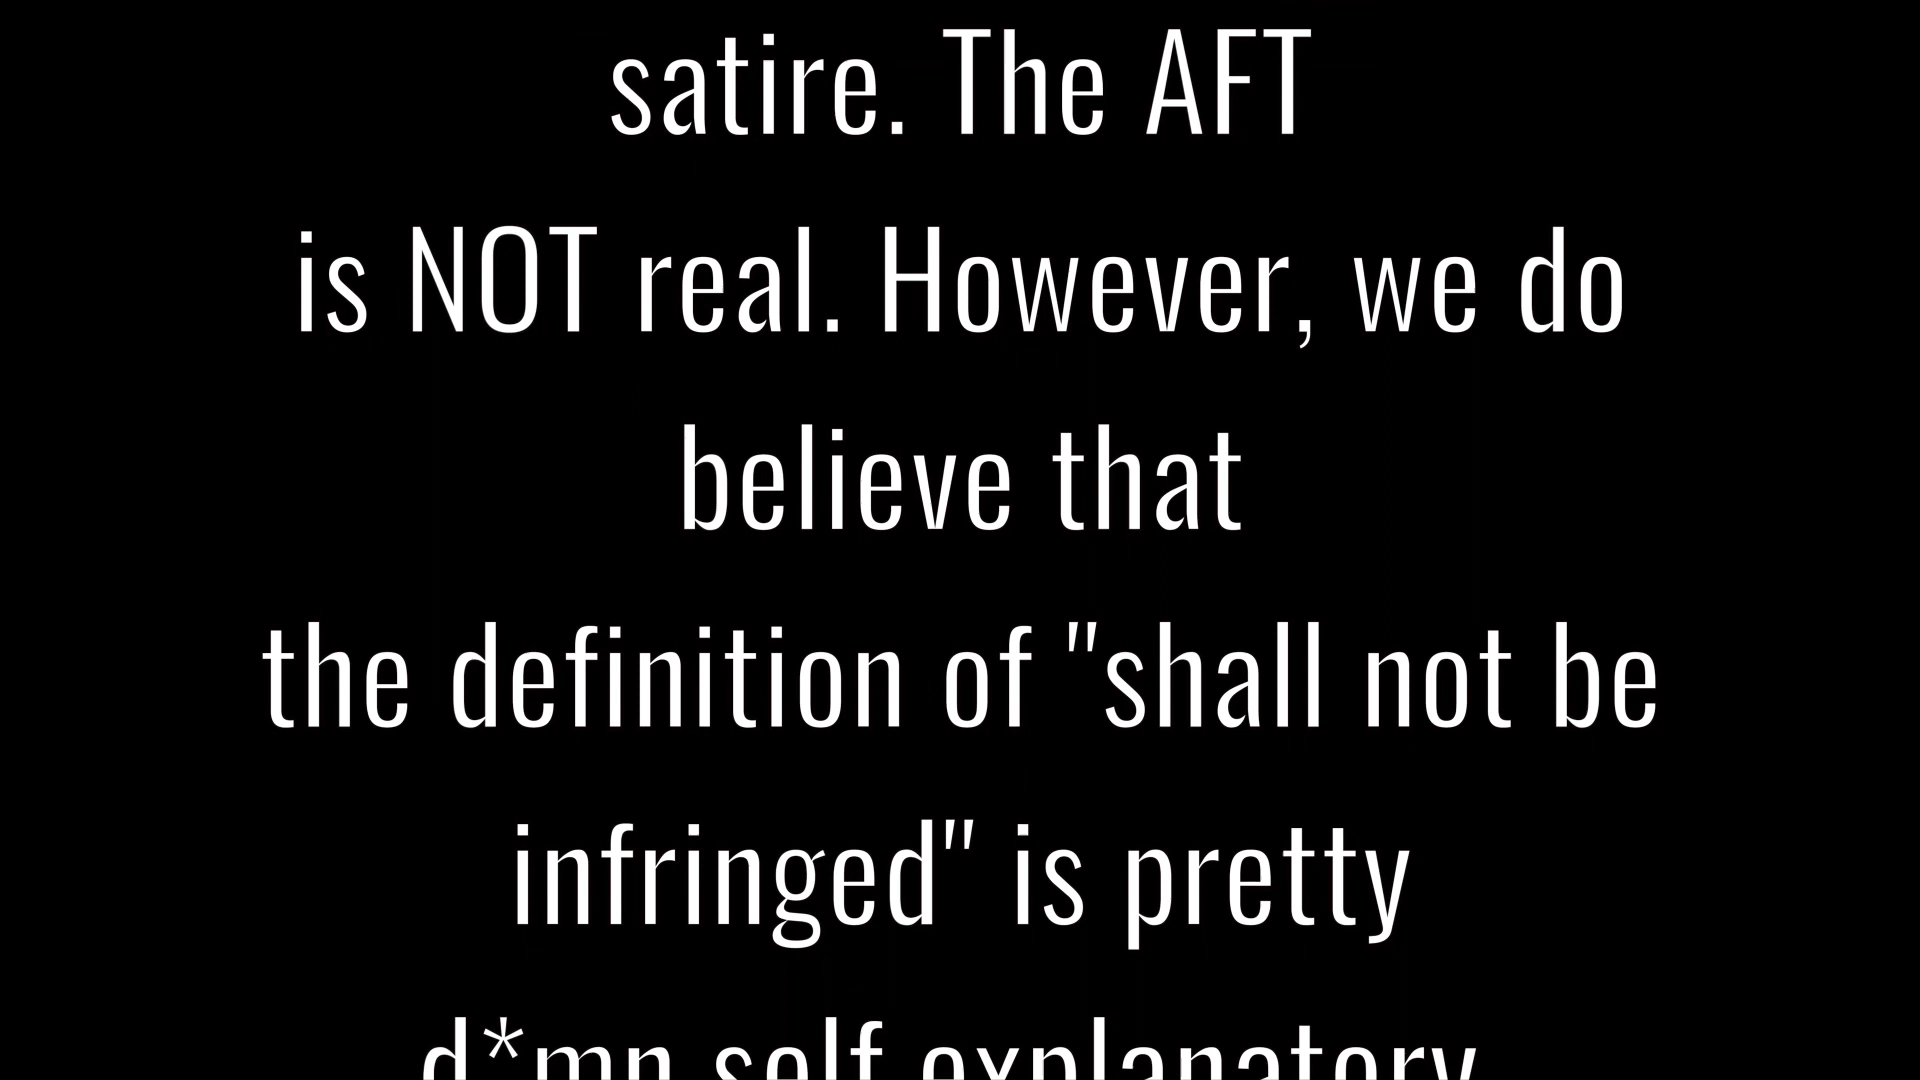 satire. The AFT
is NOT real. However, we do
believe that
the definition of "shall not be
infringed" is pretty
d*mn self explanatory